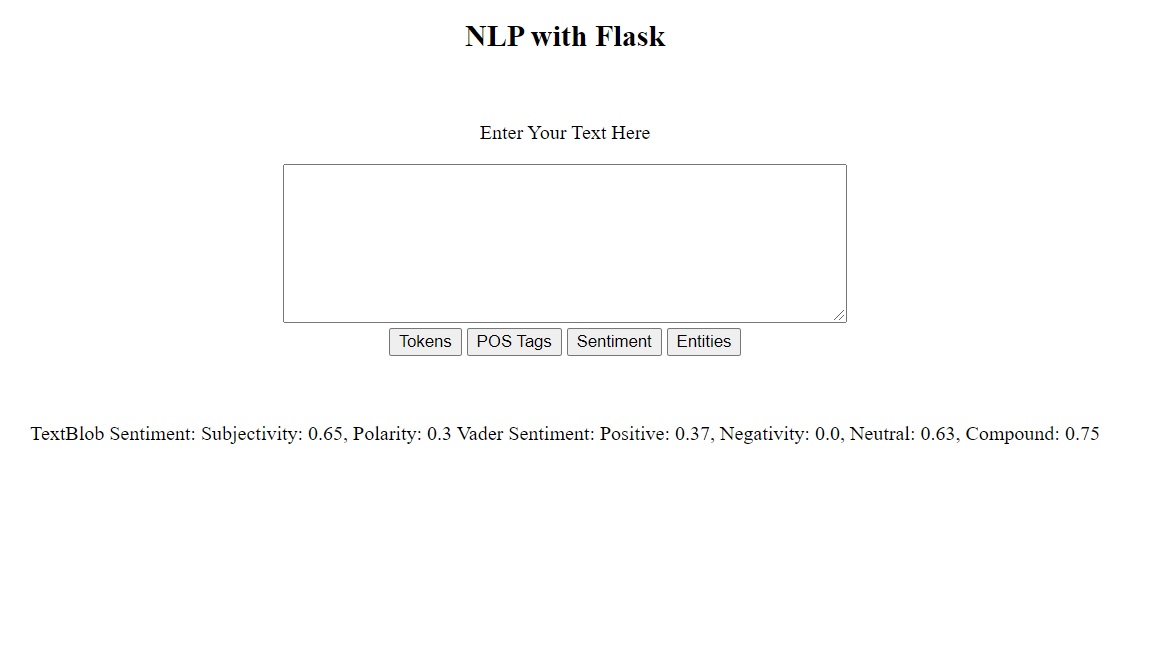 NLP with Flask
Enter Your Text Here
Tokens POS Tags Sentiment Entities
TextBlob Sentiment: Subjectivity: 0.65, Polarity: 0.3 Vader Sentiment: Positive: 0.37, Negativity: 0.0, Neutral: 0.63, Compound: 0.75